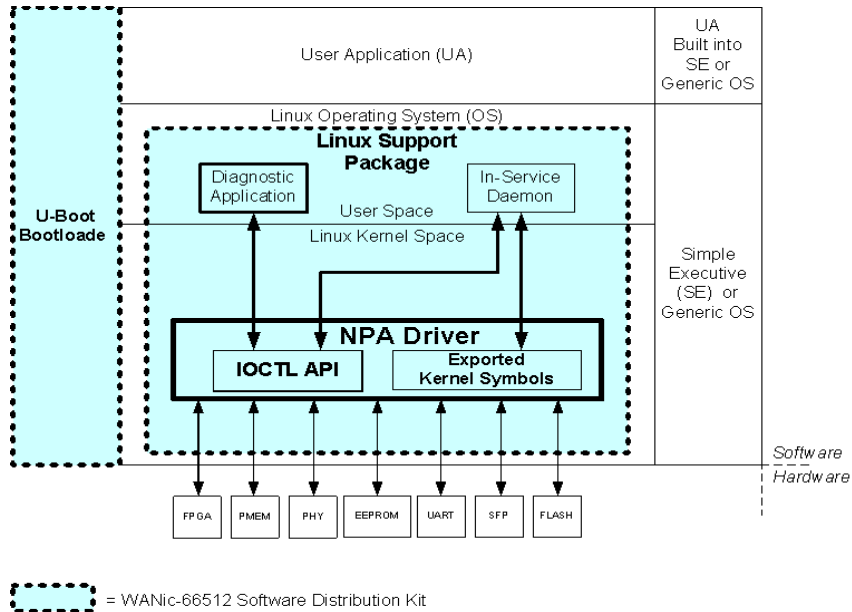 User Application (UA)
UA
Built into
SE or
Generic OS
Linux Operating System (OS)
Linux Support
Package
Diagnostic
Application
In-Service
Daemon
User Space
Linux Kernel Space
U-Boot
Bootloade
Simple
Executive
(SE) or
Generic OS
NPA Driver
IOCTL API
Exported
Kernel Symbols
Software
Hardware
FPGA
PMEM
PHY
EEPROM
UART
SFP
FLASH
= WANic-66512 Software Distribution Kit